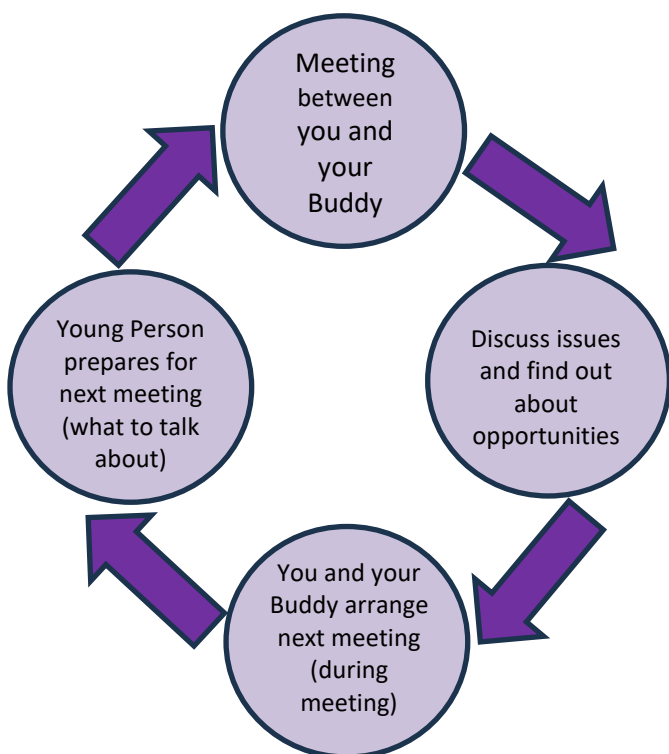 Meeting
between
you and
your
Buddy
Discuss issues
and find out
about
opportunities
You and your
Buddy arrange
next meeting
(during
meeting)
Young Person
prepares for
next meeting
(what to talk
about)